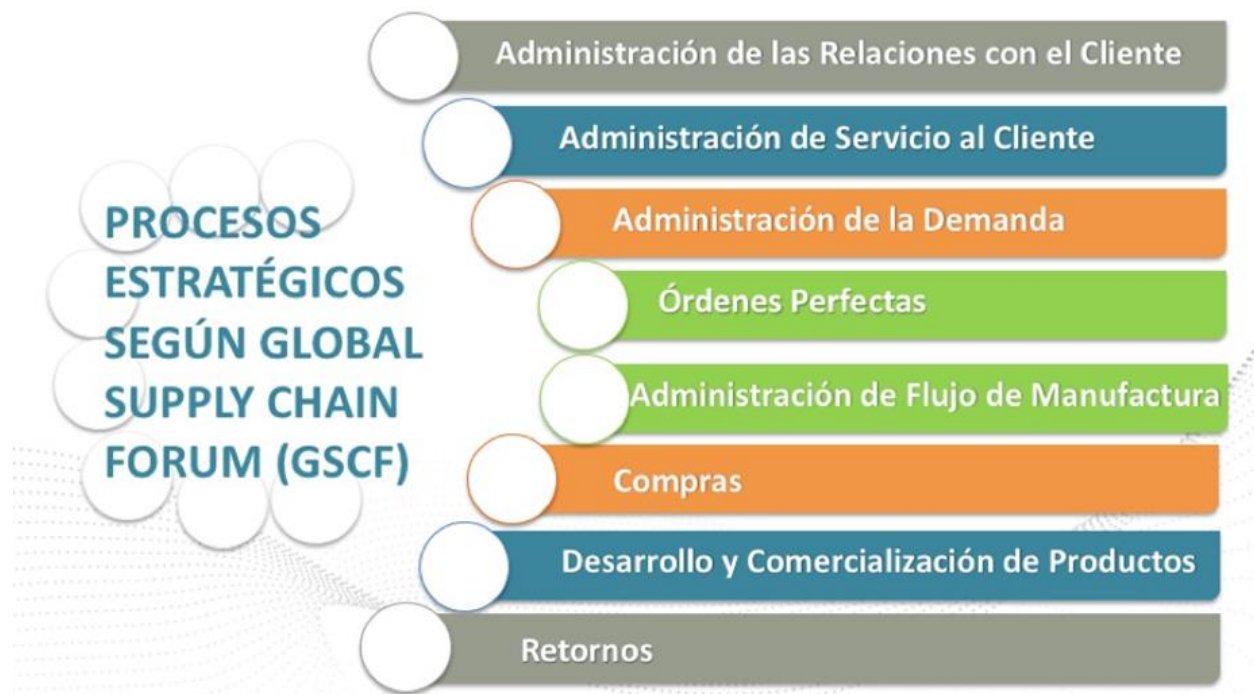 PROCESOS
ESTRATÉGICOS
SEGÚN GLOBAL
SUPPLY CHAIN
FORUM (GSCF)
Administración de las Relaciones con el Cliente
Administración de Servicio al Cliente
Administración de la Demanda
Órdenes Perfectas
Administración de Flujo de Manufactura
Compras
Desarrollo y Comercialización de Productos
Retornos